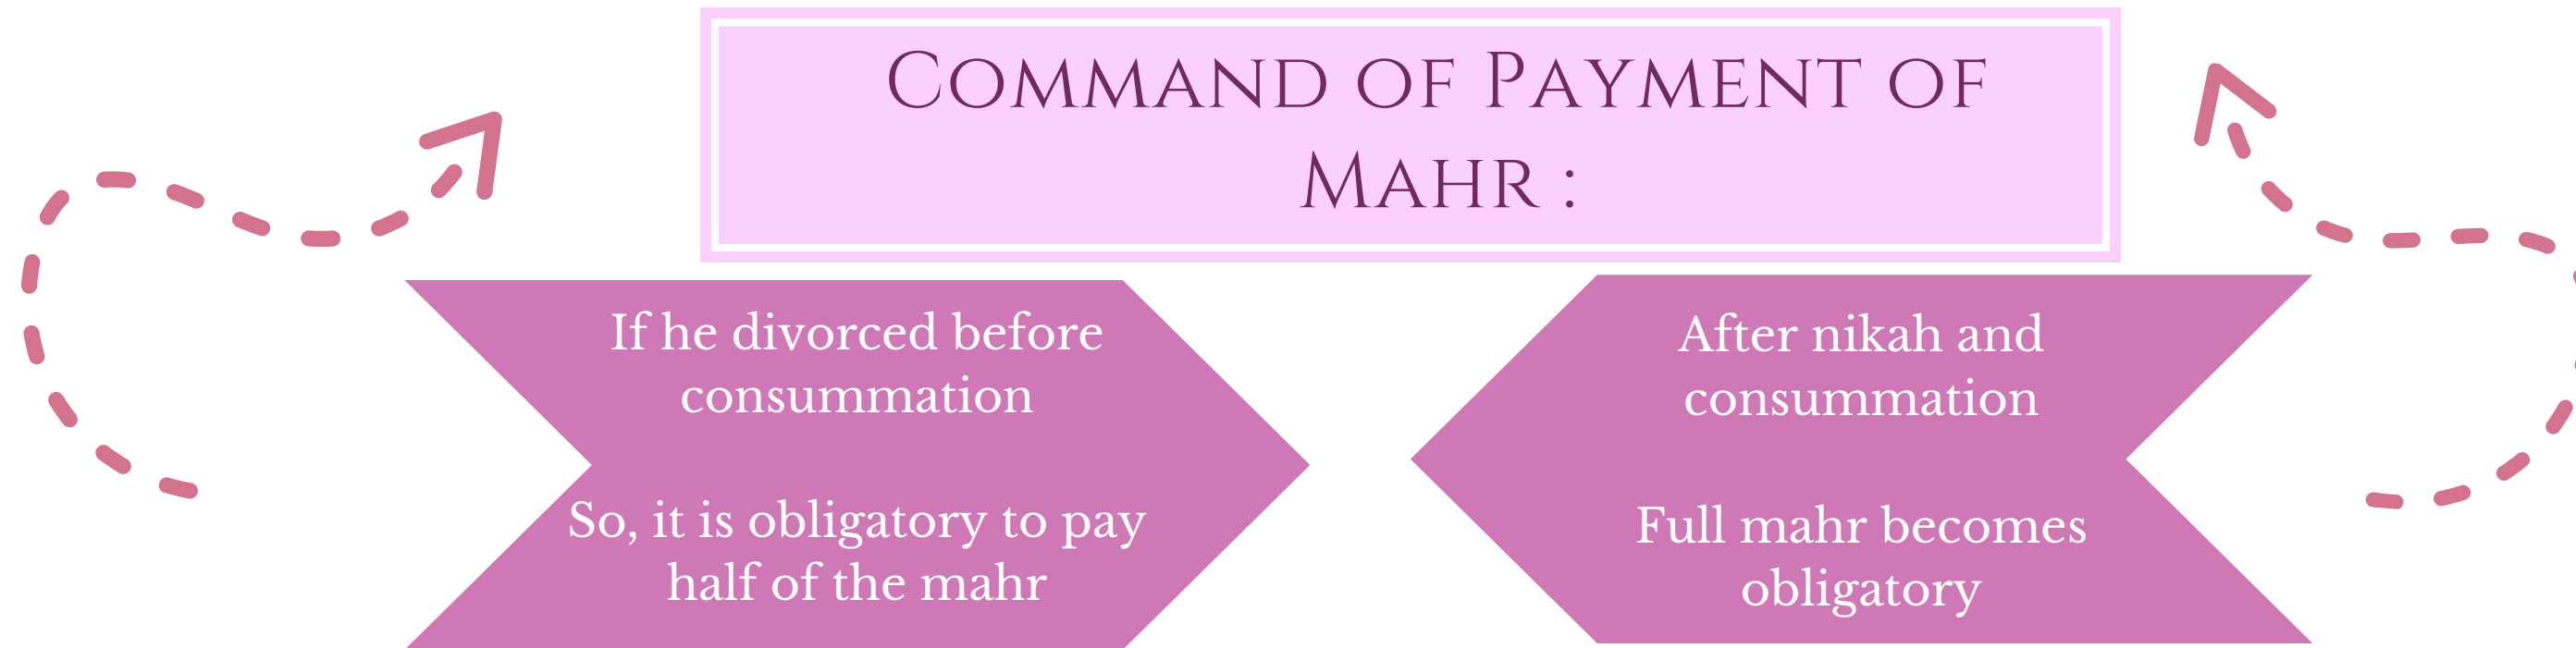 Command of Payment of
Mahr :
If he divorced before
consummation
So, it is obligatory to pay
half of the mahr
After nikah and
consummation
Full mahr becomes
obligatory